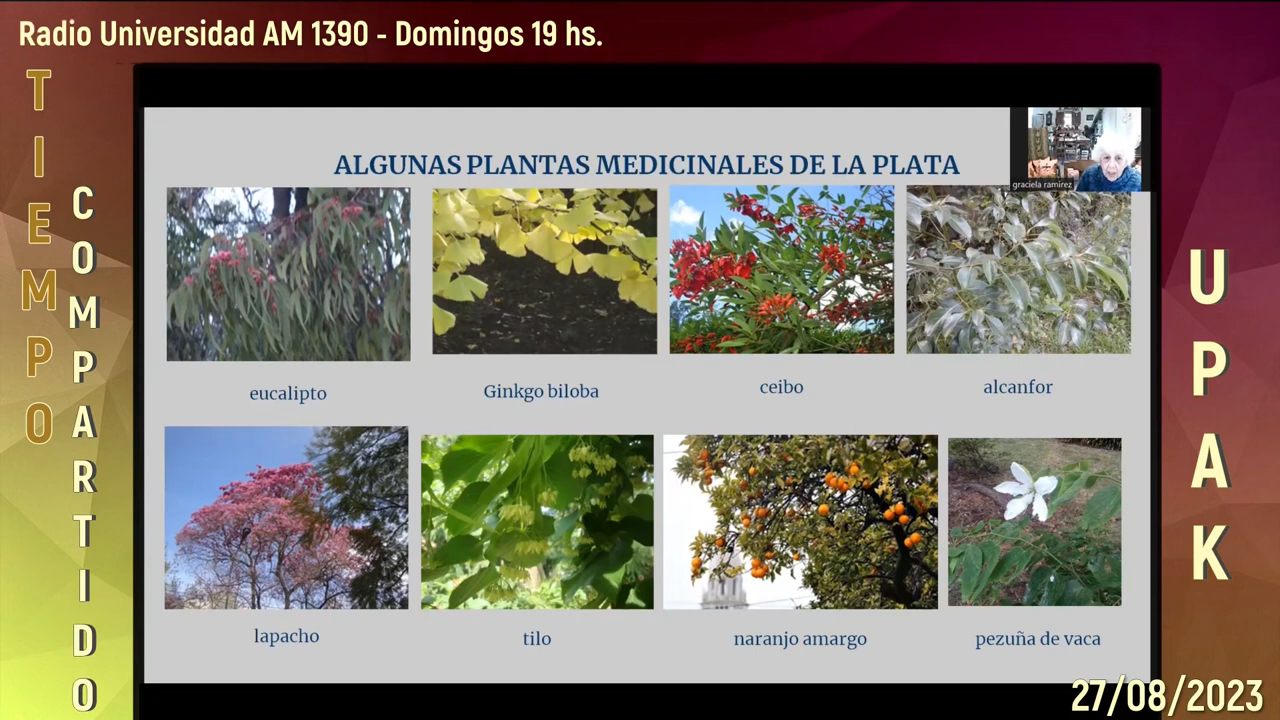 Radio Universidad AM 1390 - Domingos 19 hs.
TIEMPO
COMPARTIDO
ALGUNAS PLANTAS MEDICINALES DE LA PLATA
graciela ramirez
eucalipto
Ginkgo biloba
ceibo
alcanfor
lapacho
tilo
naranjo amargo
pezuña de vaca
UPAK
27/08/2023